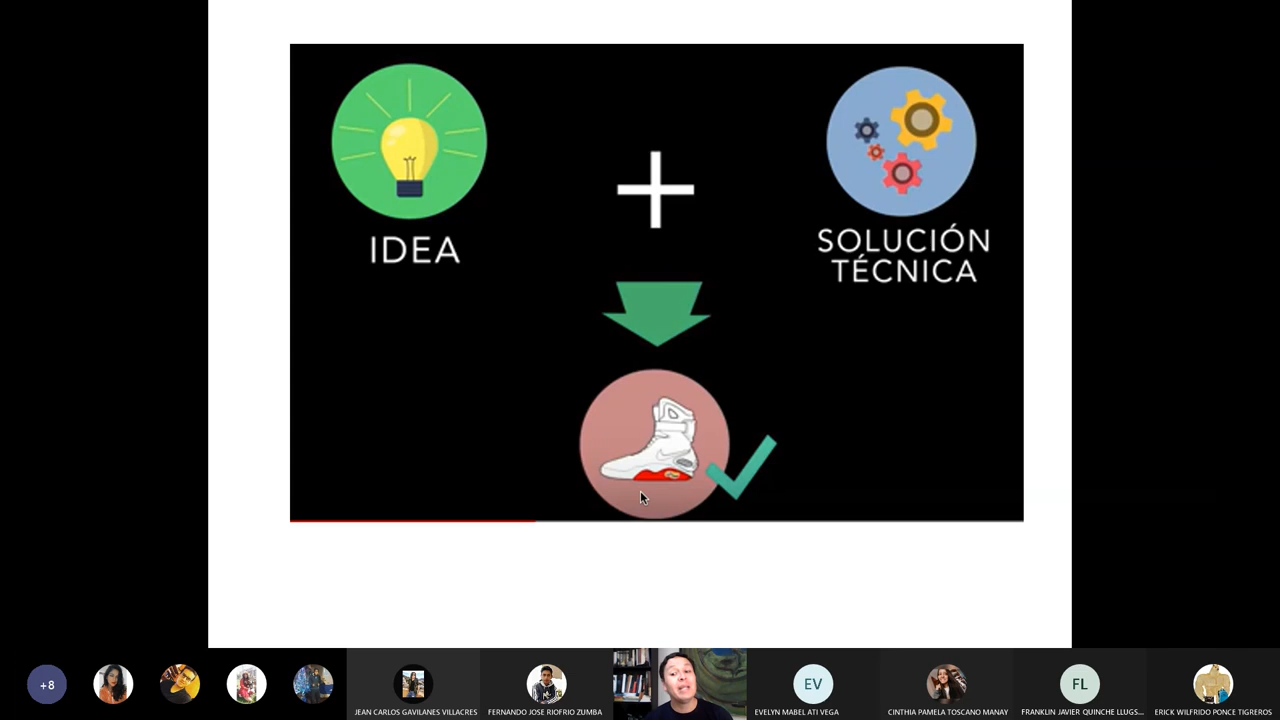 IDEA
SOLUCIÓN
TÉCNICA
+8
JEAN CARLOS GAVILANES VILLACRES
FERNANDO JOSE RIOFRIO ZUMBA
EV
EVELYN MABEL ATI VEGA
CINTHIA PAMELA TOSCANO MANAY
FL
FRANKLIN JAVIER QUINCHE LLUGS...
ERICK WILFRIDO PONCE TIGREROS